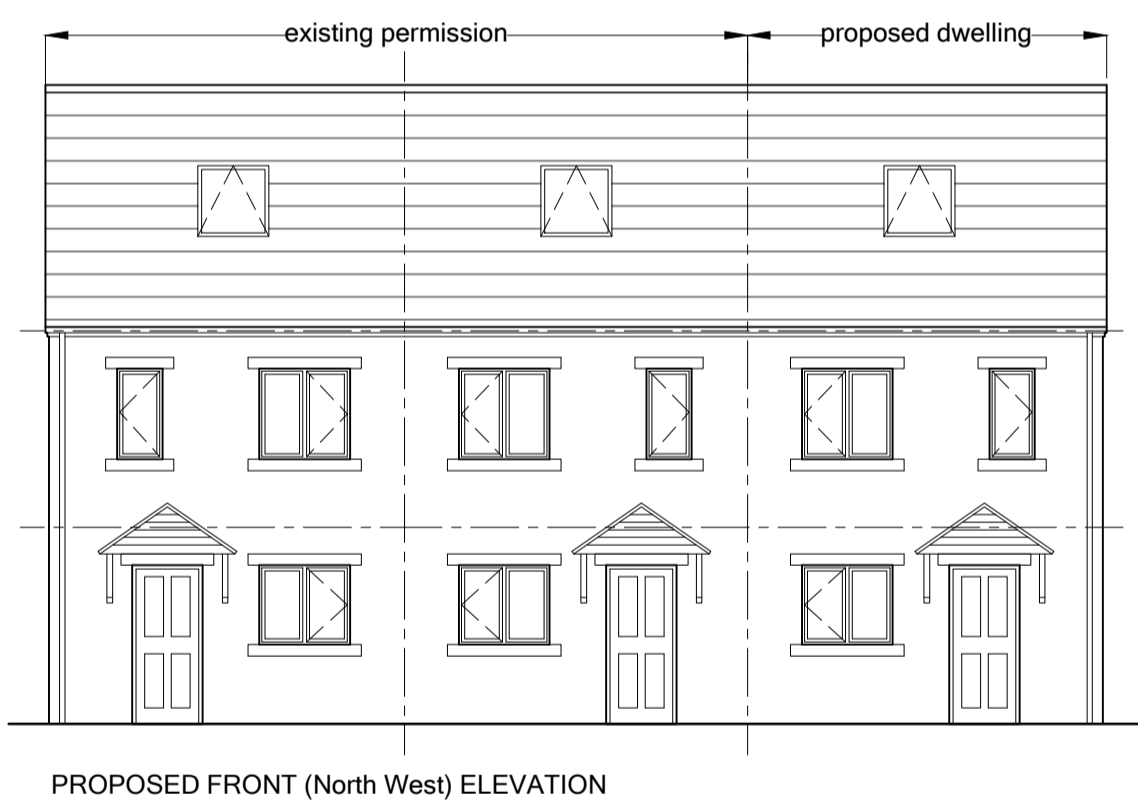 existing permission
proposed dwelling
PROPOSED FRONT (North West) ELEVATION